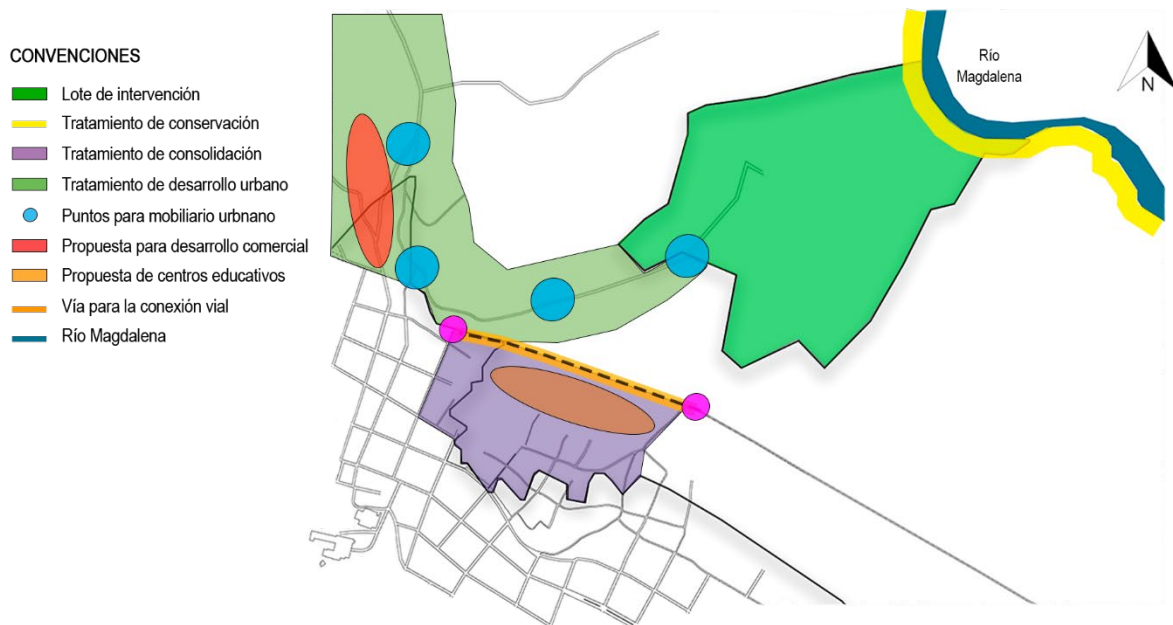 CONVENCIONES
Lote de intervención
Tratamiento de conservación
Tratamiento de consolidación
Tratamiento de desarrollo urbano
Puntos para mobiliario urbnano
Propuesta para desarrollo comercial
Propuesta de centros educativos
Vía para la conexión vial
Río Magdalena
Río
Magdalena
N